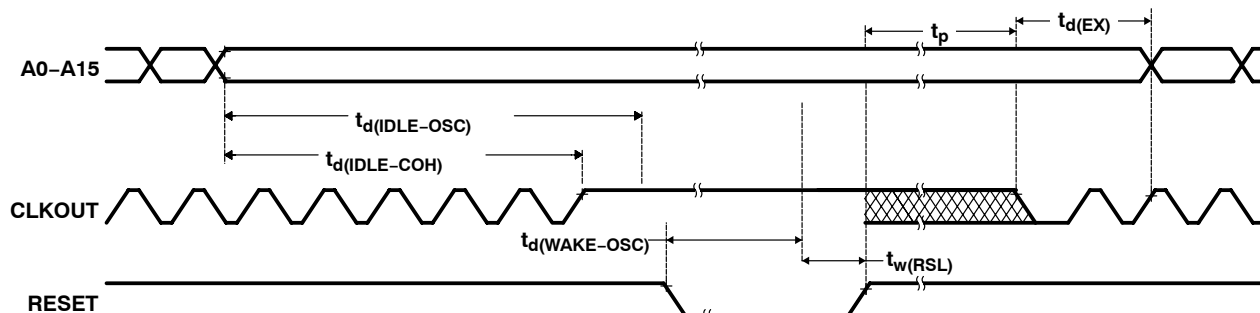 t_d(EX)
t_p
A0–A15
t_d(IDLE–OSC)
t_d(IDLE–COH)
CLKOUT
t_d(WAKE–OSC)
t_w(RSL)
RESET